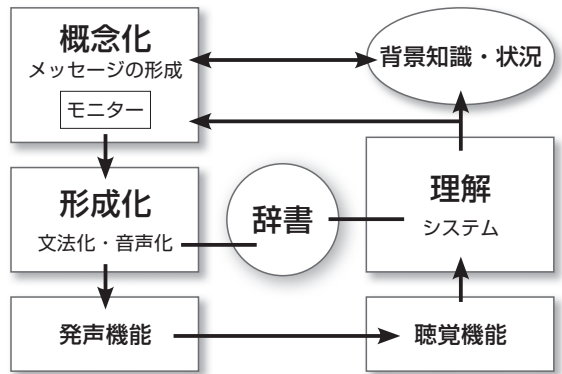 概念化
メッセージの形成
モニター
背景知識・状況
形成化
文法化・音声化
辞書
理解
システム
発声機能
聴覚機能